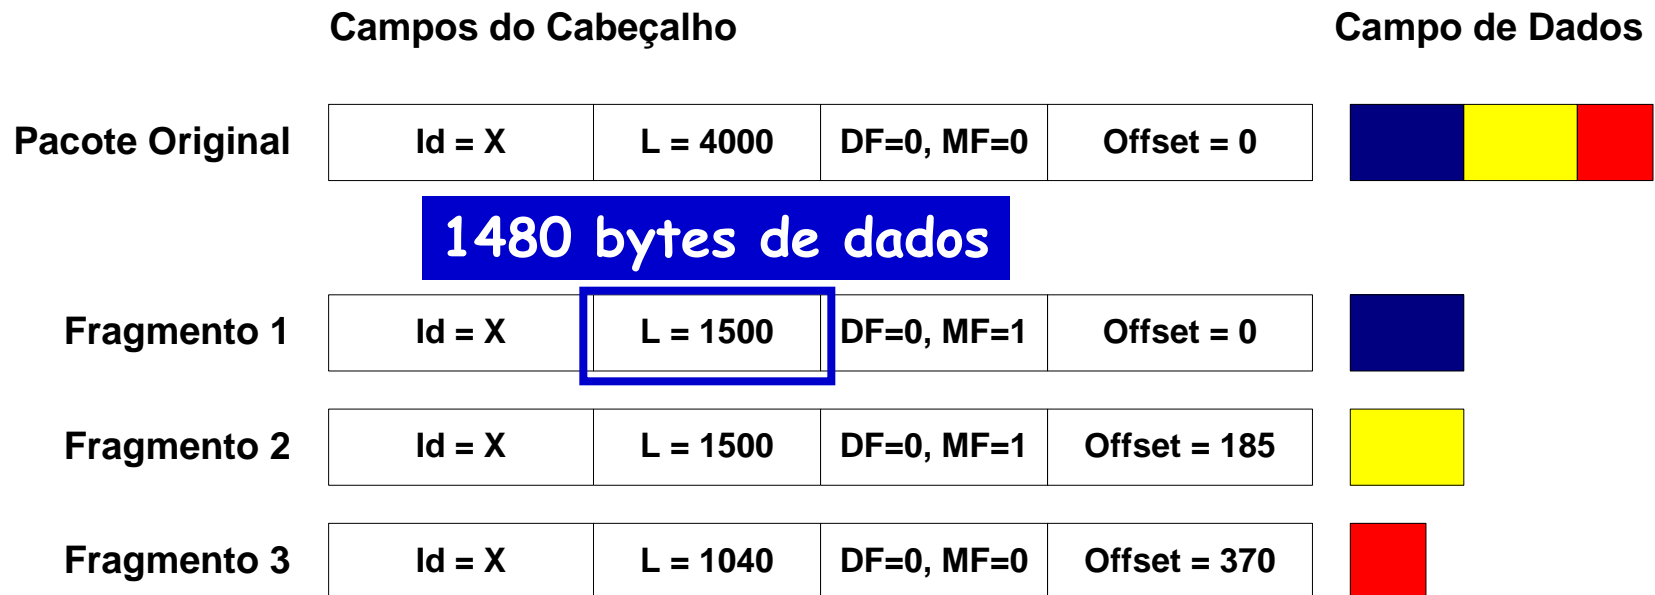 Campos do Cabeçalho Campo de Dados
Pacote Original Id = X L = 4000 DF=0, MF=0 Offset = 0
1480 bytes de dados
Fragmento 1 Id = X L = 1500 DF=0, MF=1 Offset = 0
Fragmento 2 Id = X L = 1500 DF=0, MF=1 Offset = 185
Fragmento 3 Id = X L = 1040 DF=0, MF=0 Offset = 370